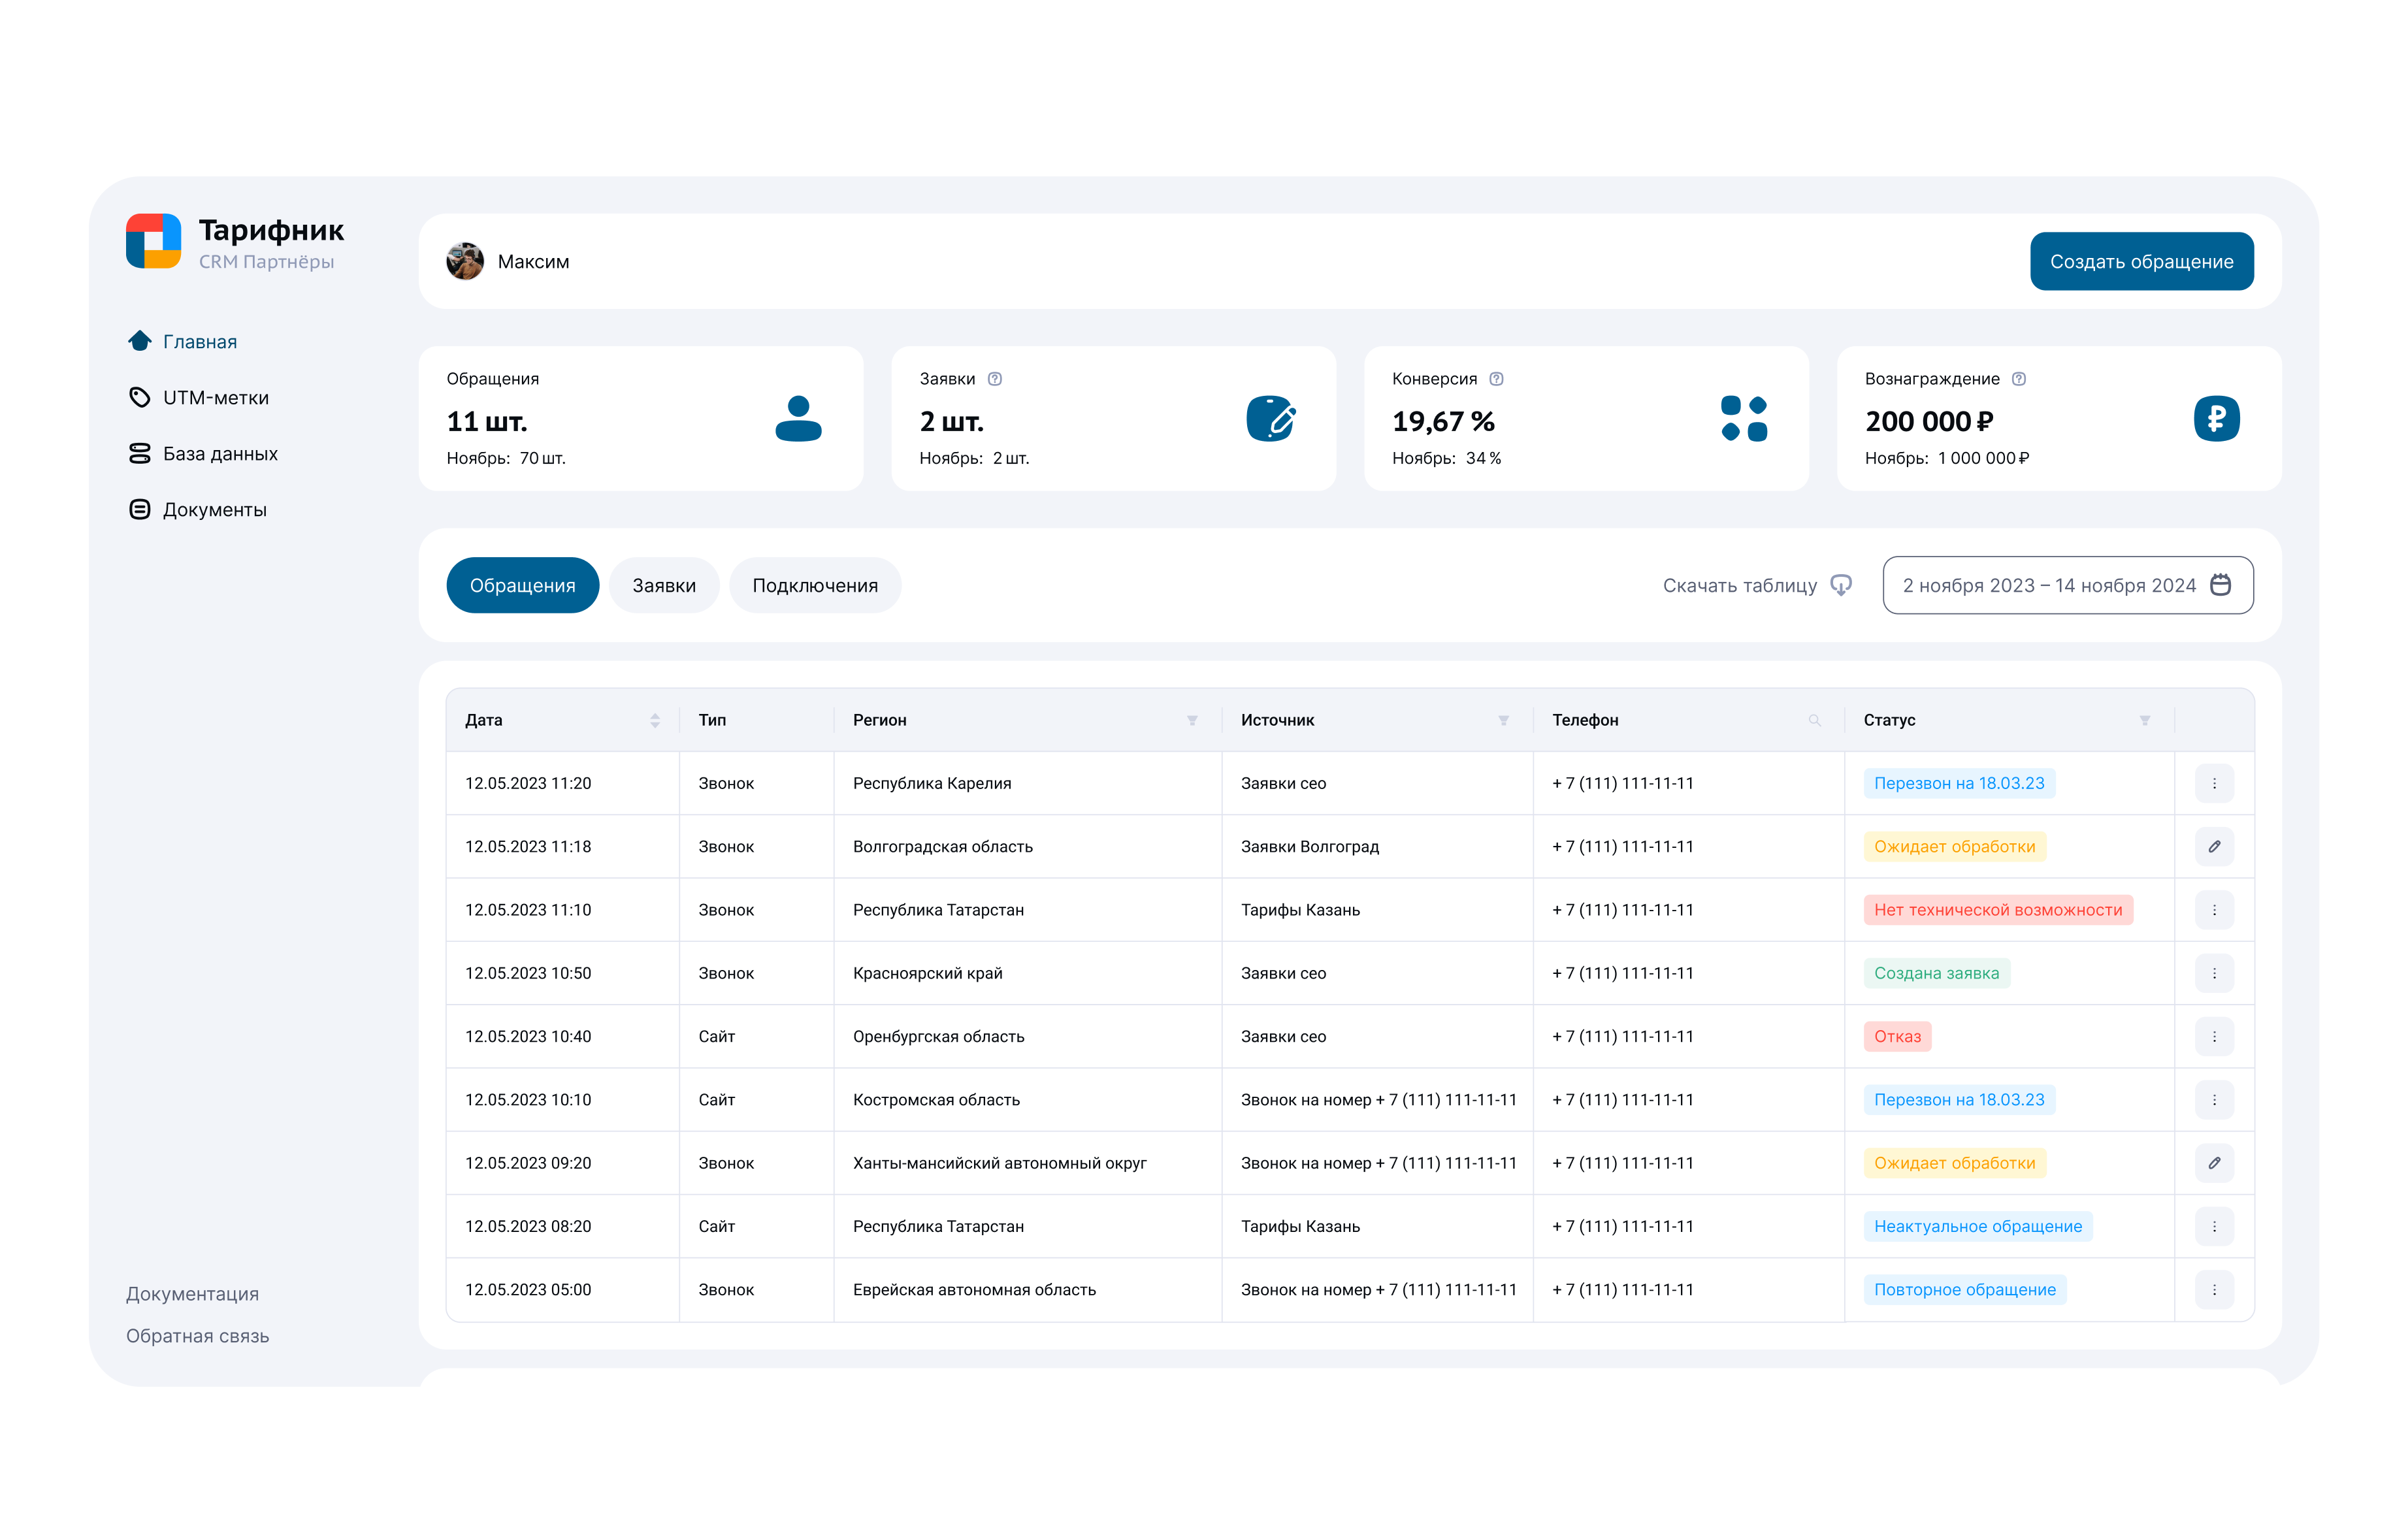 Тарифник
CRM Партнёры
Главная
UTM-метки
База данных
Документы
Документация
Обратная связь
Максим
Создать обращение
Обращения
11 шт.
Ноябрь: 70 шт.
Заявки
2 шт.
Ноябрь: 2 шт.
Конверсия
19,67 %
Ноябрь: 34 %
Вознаграждение
200 000 ₽
Ноябрь: 1 000 000 ₽
Обращения Заявки Подключения Скачать таблицу 2 ноября 2023 – 14 ноября 2024
Дата Тип Регион Источник Телефон Статус
12.05.2023 11:20 Звонок Республика Карелия Заявки сео + 7 (111) 111-11-11 Перезвон на 18.03.23
12.05.2023 11:18 Звонок Волгоградская область Заявки Волгоград + 7 (111) 111-11-11 Ожидает обработки
12.05.2023 11:10 Звонок Республика Татарстан Тарифы Казань + 7 (111) 111-11-11 Нет технической возможности
12.05.2023 10:50 Звонок Красноярский край Заявки сео + 7 (111) 111-11-11 Создана заявка
12.05.2023 10:40 Сайт Оренбургская область Заявки сео + 7 (111) 111-11-11 Отказ
12.05.2023 10:10 Сайт Костромская область Звонок на номер + 7 (111) 111-11-11 + 7 (111) 111-11-11 Перезвон на 18.03.23
12.05.2023 09:20 Звонок Ханты-мансийский автономный округ Звонок на номер + 7 (111) 111-11-11 + 7 (111) 111-11-11 Ожидает обработки
12.05.2023 08:20 Сайт Республика Татарстан Тарифы Казань + 7 (111) 111-11-11 Неактуальное обращение
12.05.2023 05:00 Звонок Еврейская автономная область Звонок на номер + 7 (111) 111-11-11 + 7 (111) 111-11-11 Повторное обращение